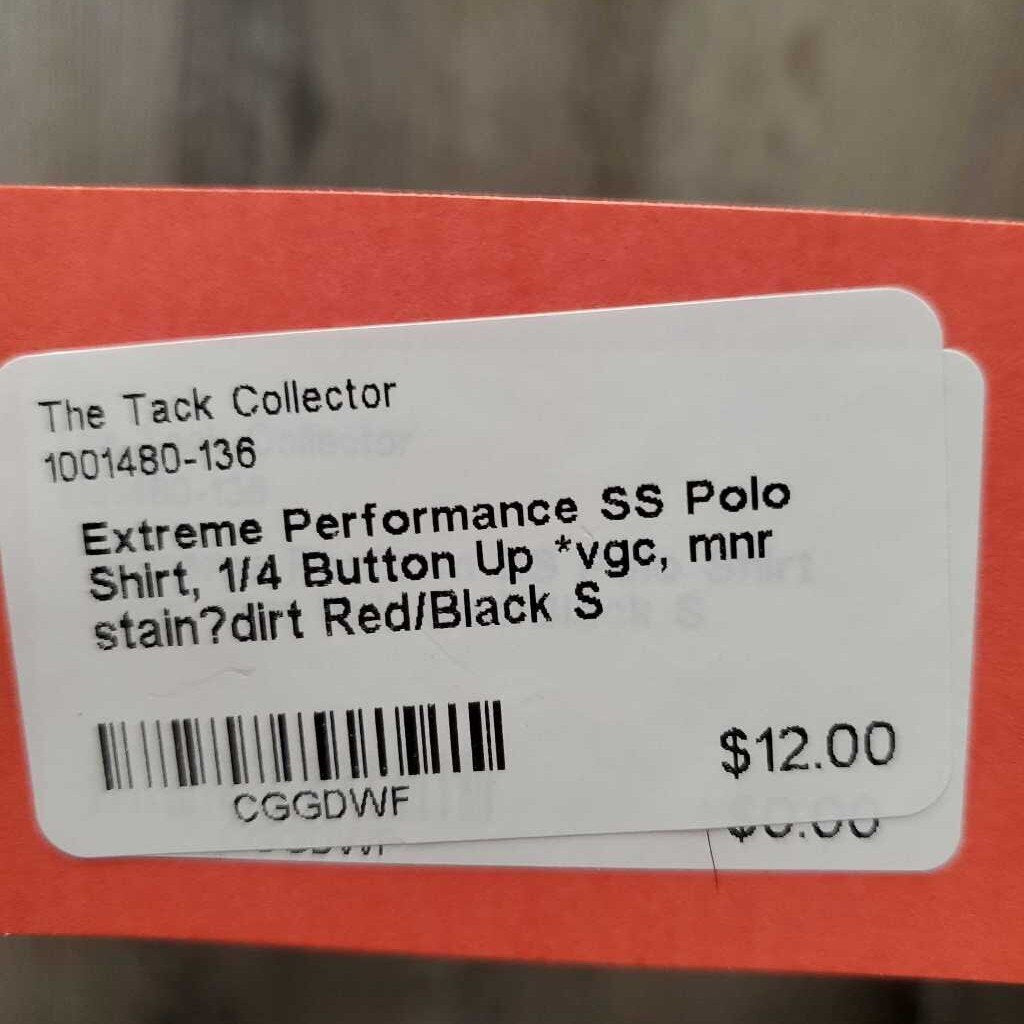 The Tack Collector
1001480-136
Extreme Performance SS Polo
Shirt, 1/4 Button Up *vgc, mnr
stain?dirt Red/Black S
CGGDWF
$12.00